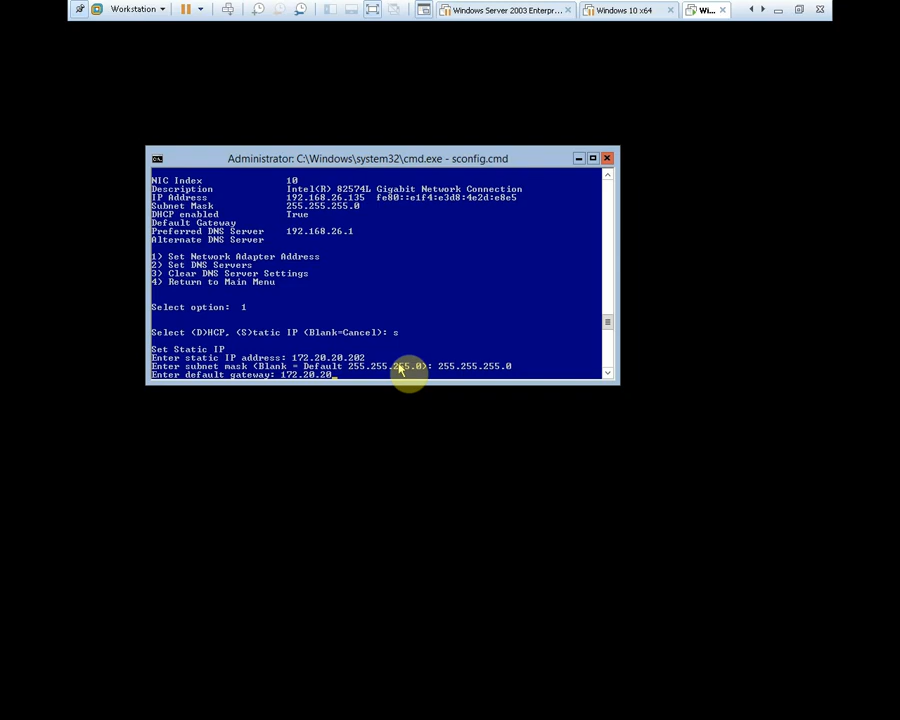 Workstation
Windows Server 2003 Enterpr...
Windows 10 x64
Wi...
Administrator: C:\Windows\system32\cmd.exe - sconfig.cmd
NIC Index 10
Description Intel(R) 82574L Gigabit Network Connection
IP Address 192.168.26.135 fe80::e1f4:e3d8:4e2d:e8e5
Subnet Mask 255.255.255.0
DHCP enabled True
Default Gateway
Preferred DNS Server 192.168.26.1
Alternate DNS Server
1) Set Network Adapter Address
2) Set DNS Servers
3) Clear DNS Server Settings
4) Return to Main Menu
Select option: 1
Select (D)HCP, (S)tatic IP (Blank=Cancel): s
Set Static IP
Enter static IP address: 172.20.20.202
Enter subnet mask (Blank = Default 255.255.255.0): 255.255.255.0
Enter default gateway: 172.20.20_